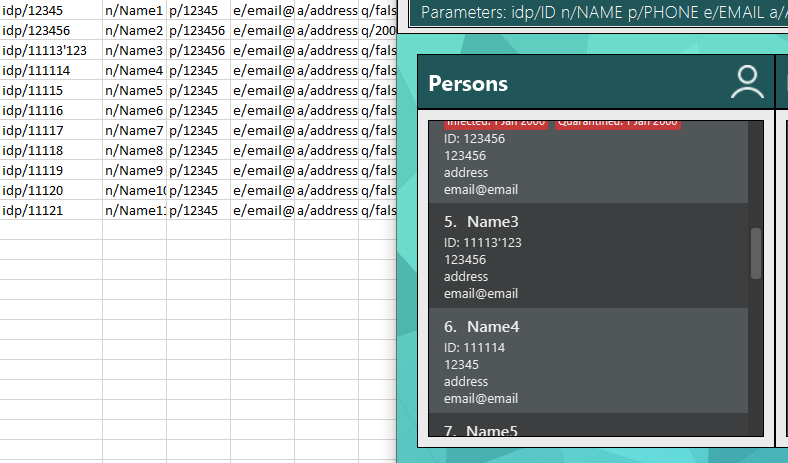 idp/12345 n/Name1 p/12345 e/email@ a/address q/fals
idp/123456 n/Name2 p/123456 e/email@ a/address q/200
idp/11113'123 n/Name3 p/123456 e/email@ a/address q/fals
idp/111114 n/Name4 p/12345 e/email@ a/address q/fals
idp/11115 n/Name5 p/12345 e/email@ a/address q/fals
idp/11116 n/Name6 p/12345 e/email@ a/address q/fals
idp/11117 n/Name7 p/12345 e/email@ a/address q/fals
idp/11118 n/Name8 p/12345 e/email@ a/address q/fals
idp/11119 n/Name9 p/12345 e/email@ a/address q/fals
idp/11120 n/Name10 p/12345 e/email@ a/address q/fals
idp/11121 n/Name11 p/12345 e/email@ a/address q/fals
Parameters: idp/ID n/NAME p/PHONE e/EMAIL a/
Persons
Infected: 1 Jan 2000 Quarantined: 1 Jan 2000
ID: 123456
123456
address
email@email
5. Name3
ID: 11113'123
123456
address
email@email
6. Name4
ID: 111114
12345
address
email@email
7. Name5